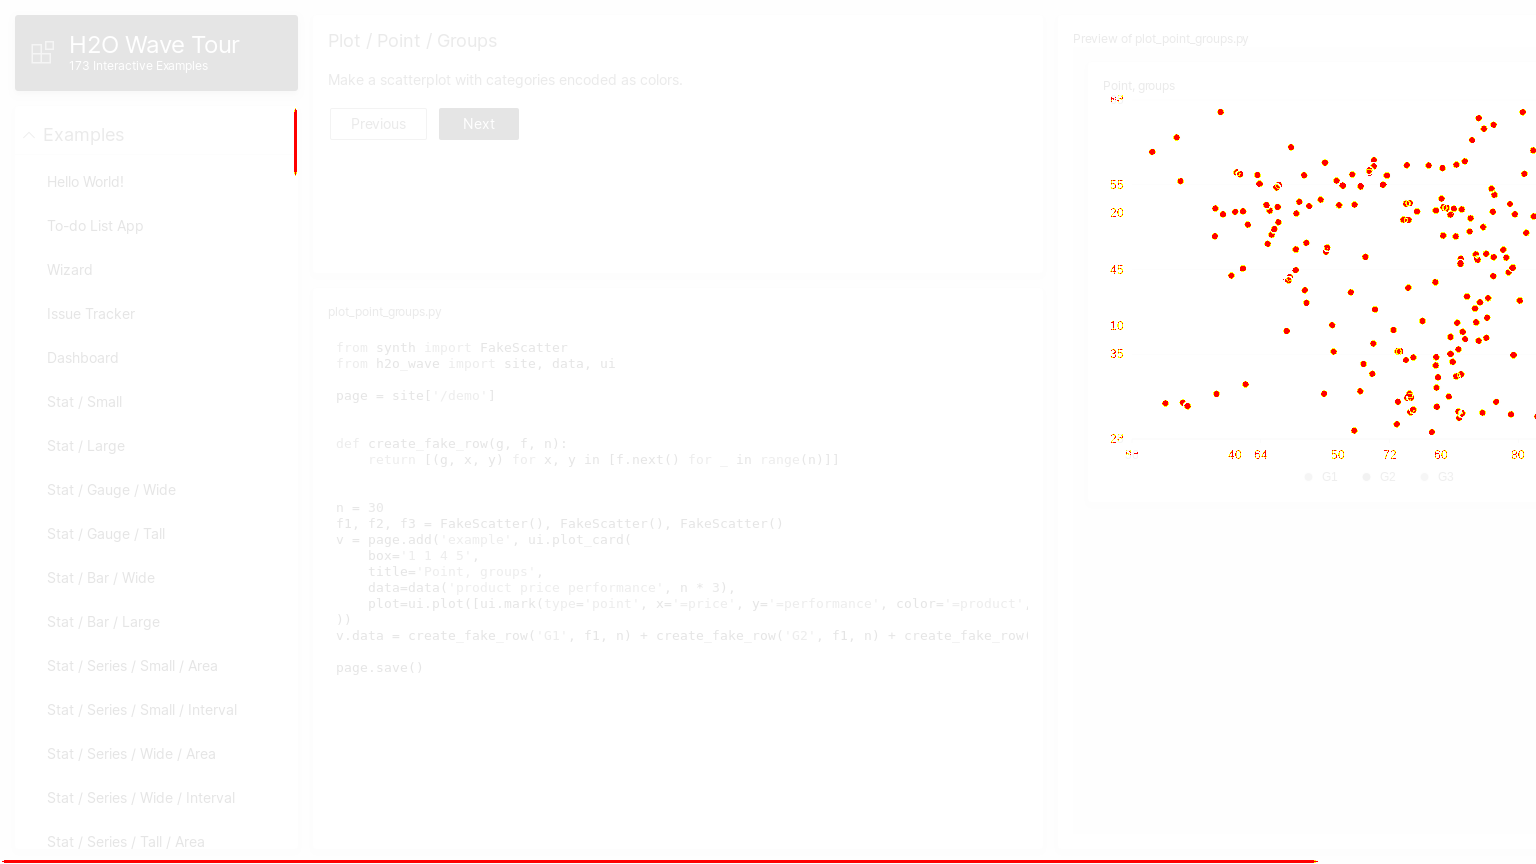 H2O Wave Tour
173 Interactive Examples
Examples
Hello World!
To-do List App
Wizard
Issue Tracker
Dashboard
Stat / Small
Stat / Large
Stat / Gauge / Wide
Stat / Gauge / Tall
Stat / Bar / Wide
Stat / Bar / Large
Stat / Series / Small / Area
Stat / Series / Small / Interval
Stat / Series / Wide / Area
Stat / Series / Wide / Interval
Stat / Series / Tall / Area
Plot / Point / Groups
Make a scatterplot with categories encoded as colors.
Previous
Next
plot_point_groups.py
from synth import FakeScatter
from h2o_wave import site, data, ui
page = site['/demo']
def create_fake_row(g, f, n):
    return [(g, x, y) for x, y in [f.next() for _ in range(n)]]
n = 30
f1, f2, f3 = FakeScatter(), FakeScatter(), FakeScatter()
v = page.add('example', ui.plot_card(
    box='1 1 4 5',
    title='Point, groups',
    data=data('product price performance', n * 3),
    plot=ui.plot([ui.mark(type='point', x='=price', y='=performance', color='=product',
))
v.data = create_fake_row('G1', f1, n) + create_fake_row('G2', f1, n) + create_fake_row(
page.save()
Preview of plot_point_groups.py
Point, groups
55
20
45
10
35
40 64 50 72 60 80
G1 G2 G3